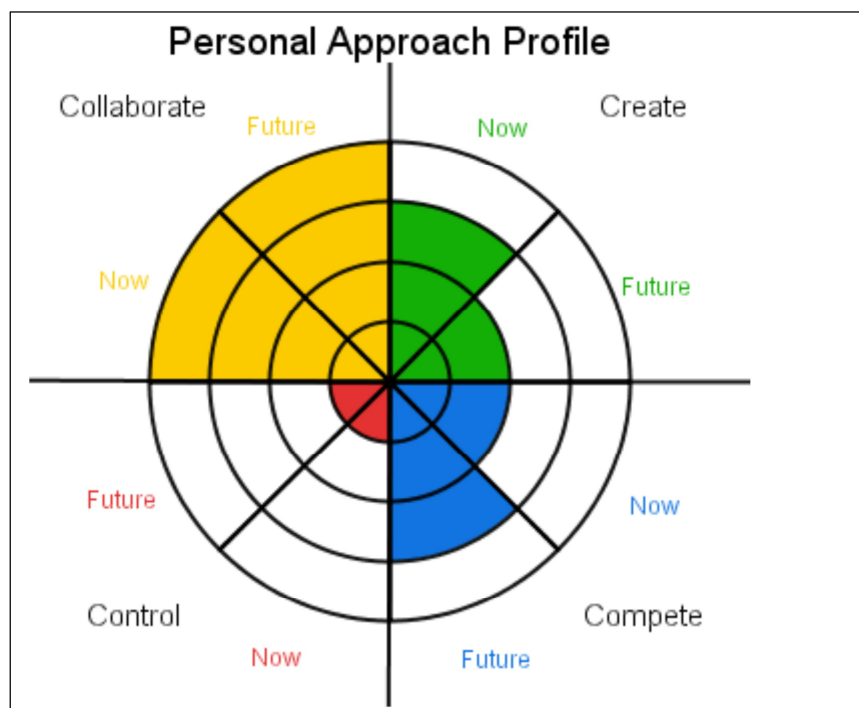 Personal Approach Profile
Collaborate
Create
Future
Now
Now
Future
Future
Now
Control
Compete
Now
Future